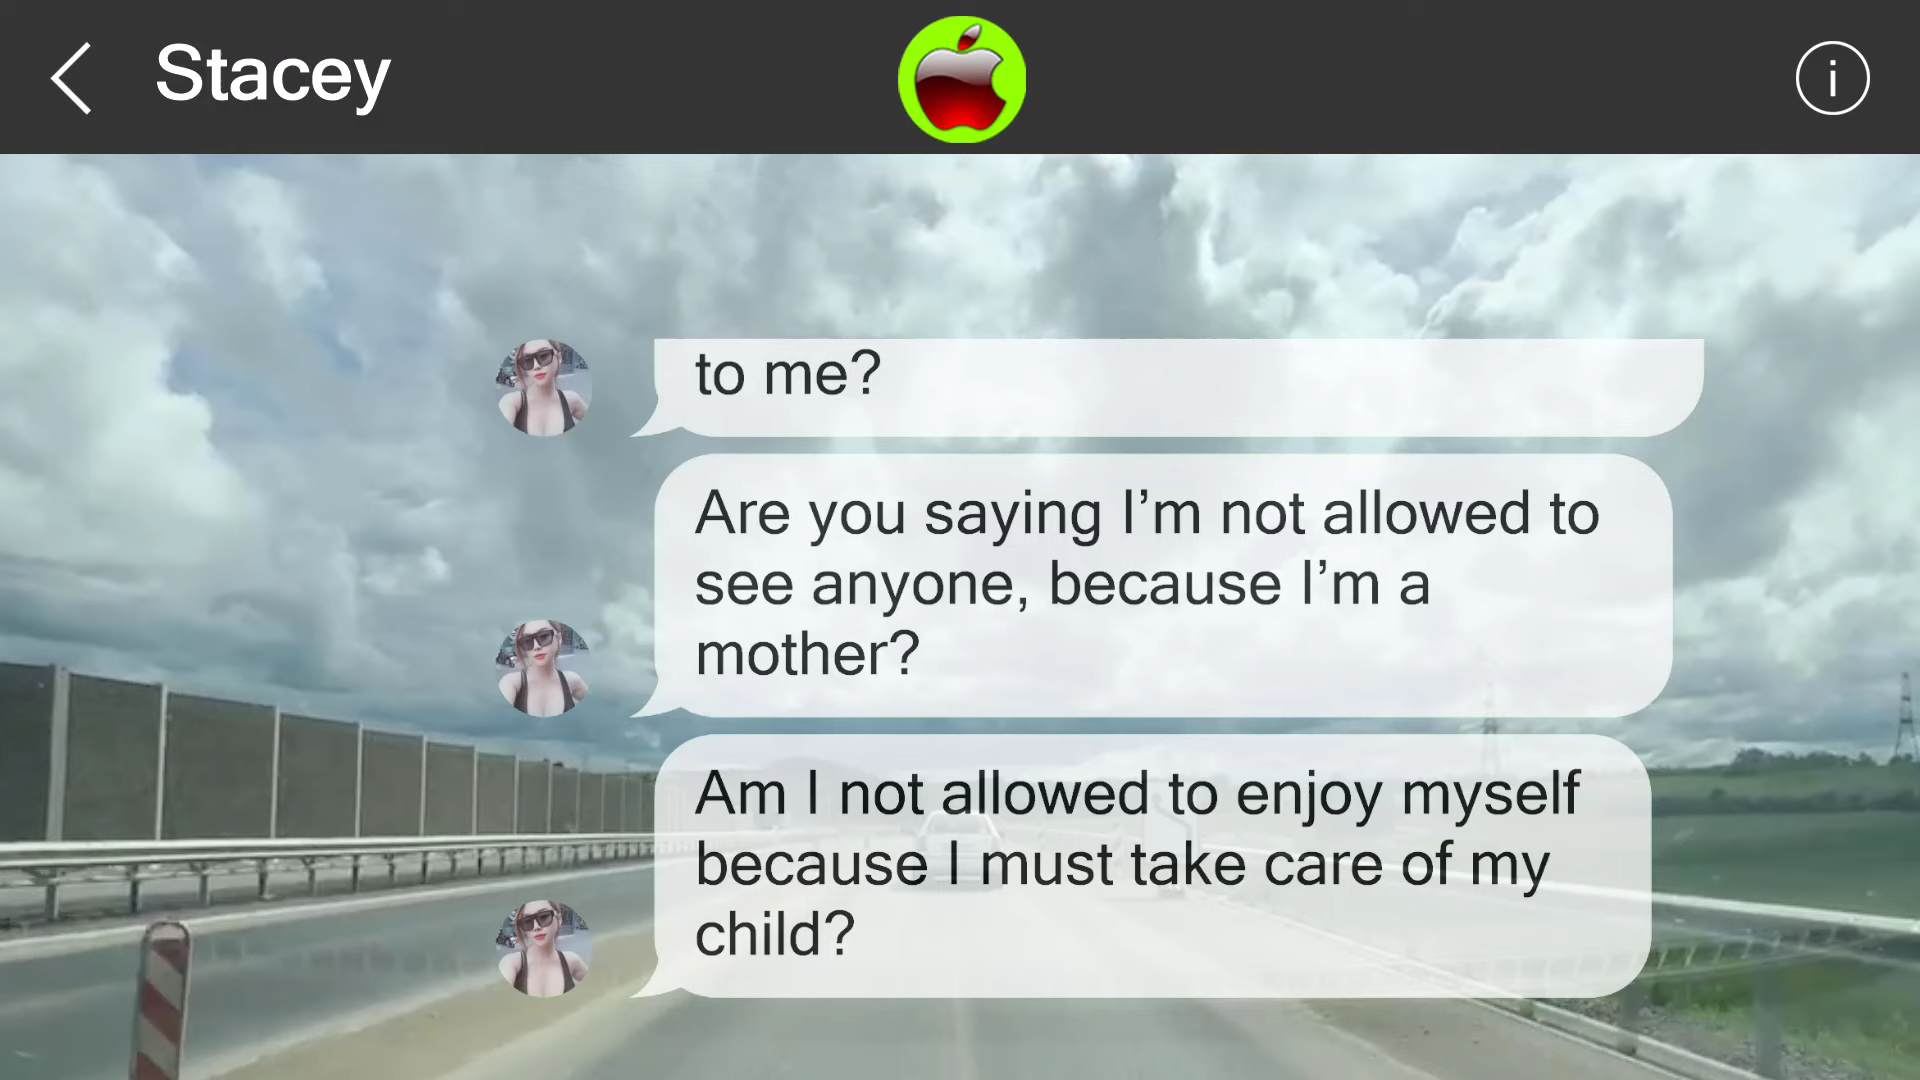 Stacey
i
to me?
Are you saying I’m not allowed to
see anyone, because I’m a
mother?
Am I not allowed to enjoy myself
because I must take care of my
child?